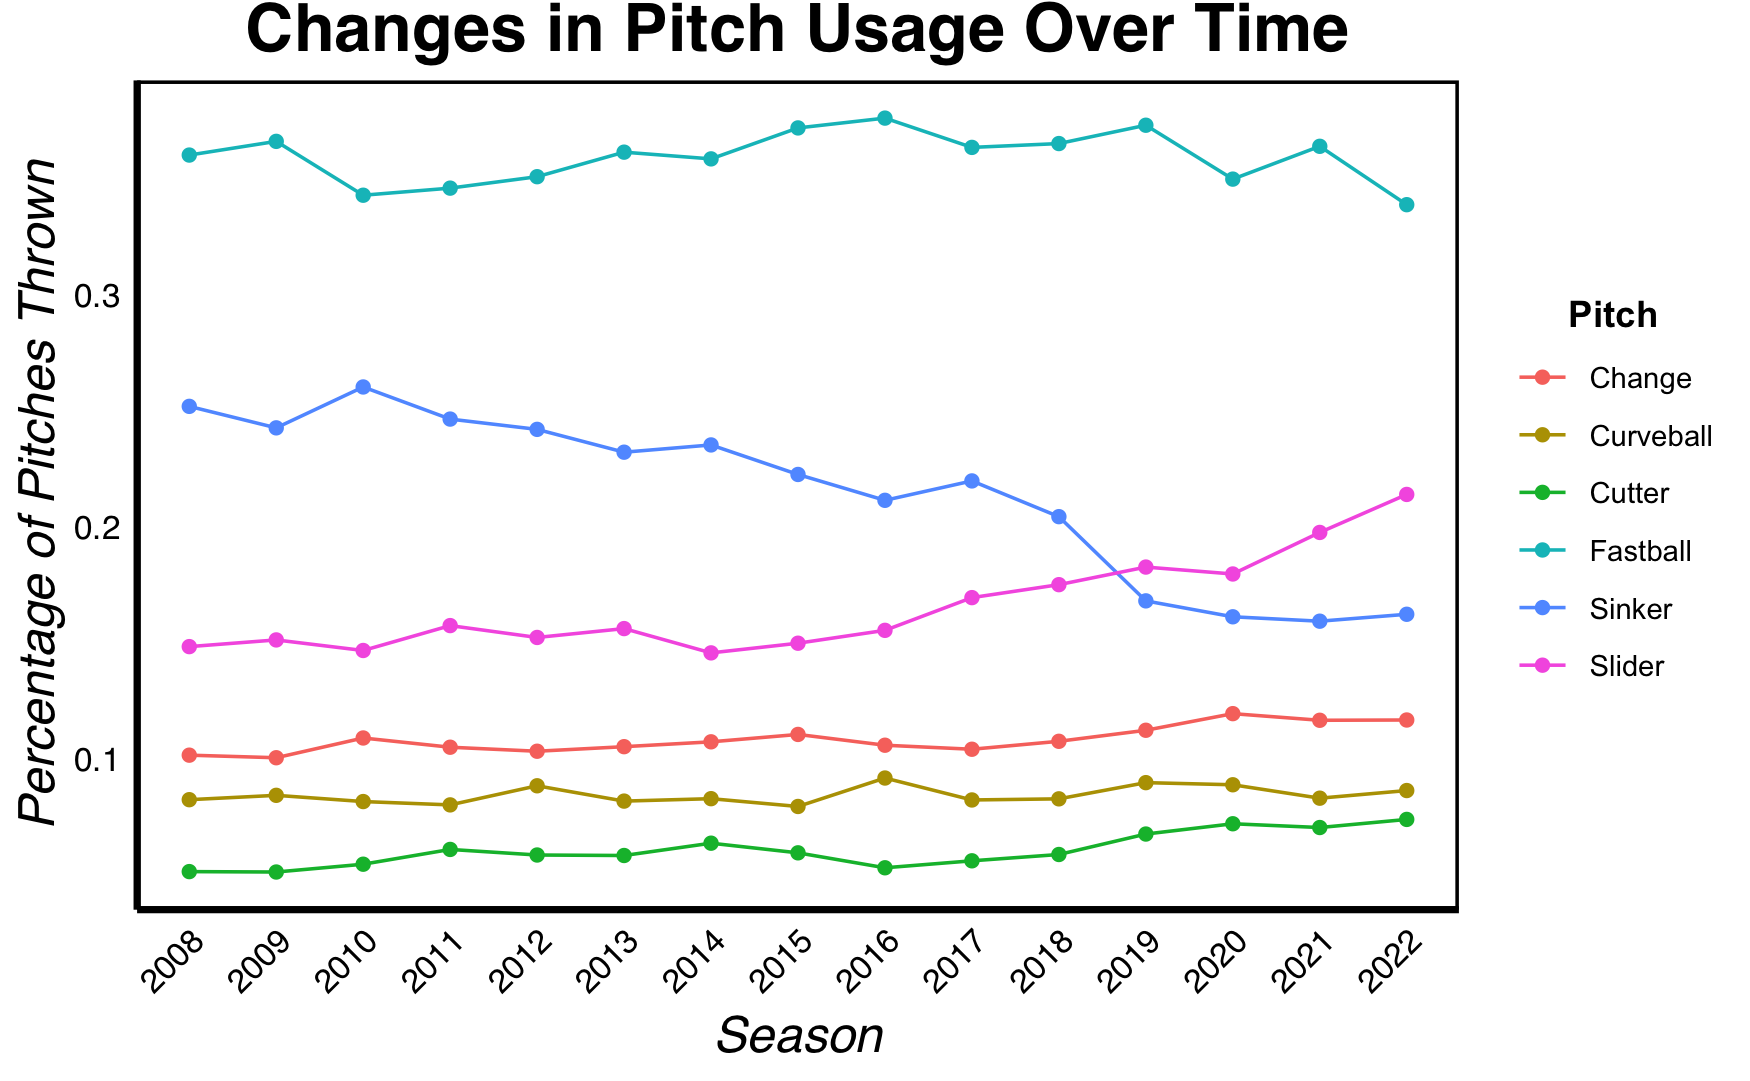 Changes in Pitch Usage Over Time
Percentage of Pitches Thrown
0.3
0.2
0.1
2008
2009
2010
2011
2012
2013
2014
2015
2016
2017
2018
2019
2020
2021
2022
Season
Pitch
Change
Curveball
Cutter
Fastball
Sinker
Slider